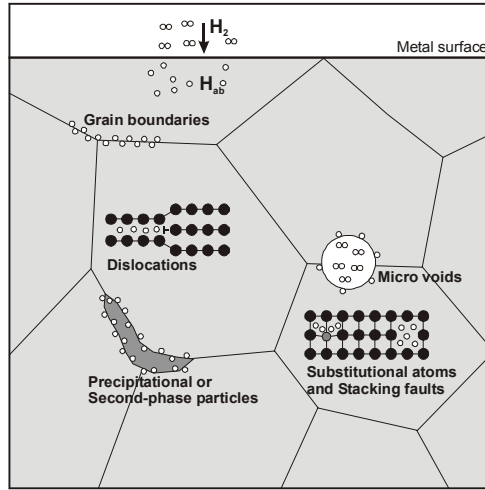 H2
Metal surface
Hab
Grain boundaries
Dislocations
Micro voids
Precipitational or
Second-phase particles
Substitutional atoms
and Stacking faults